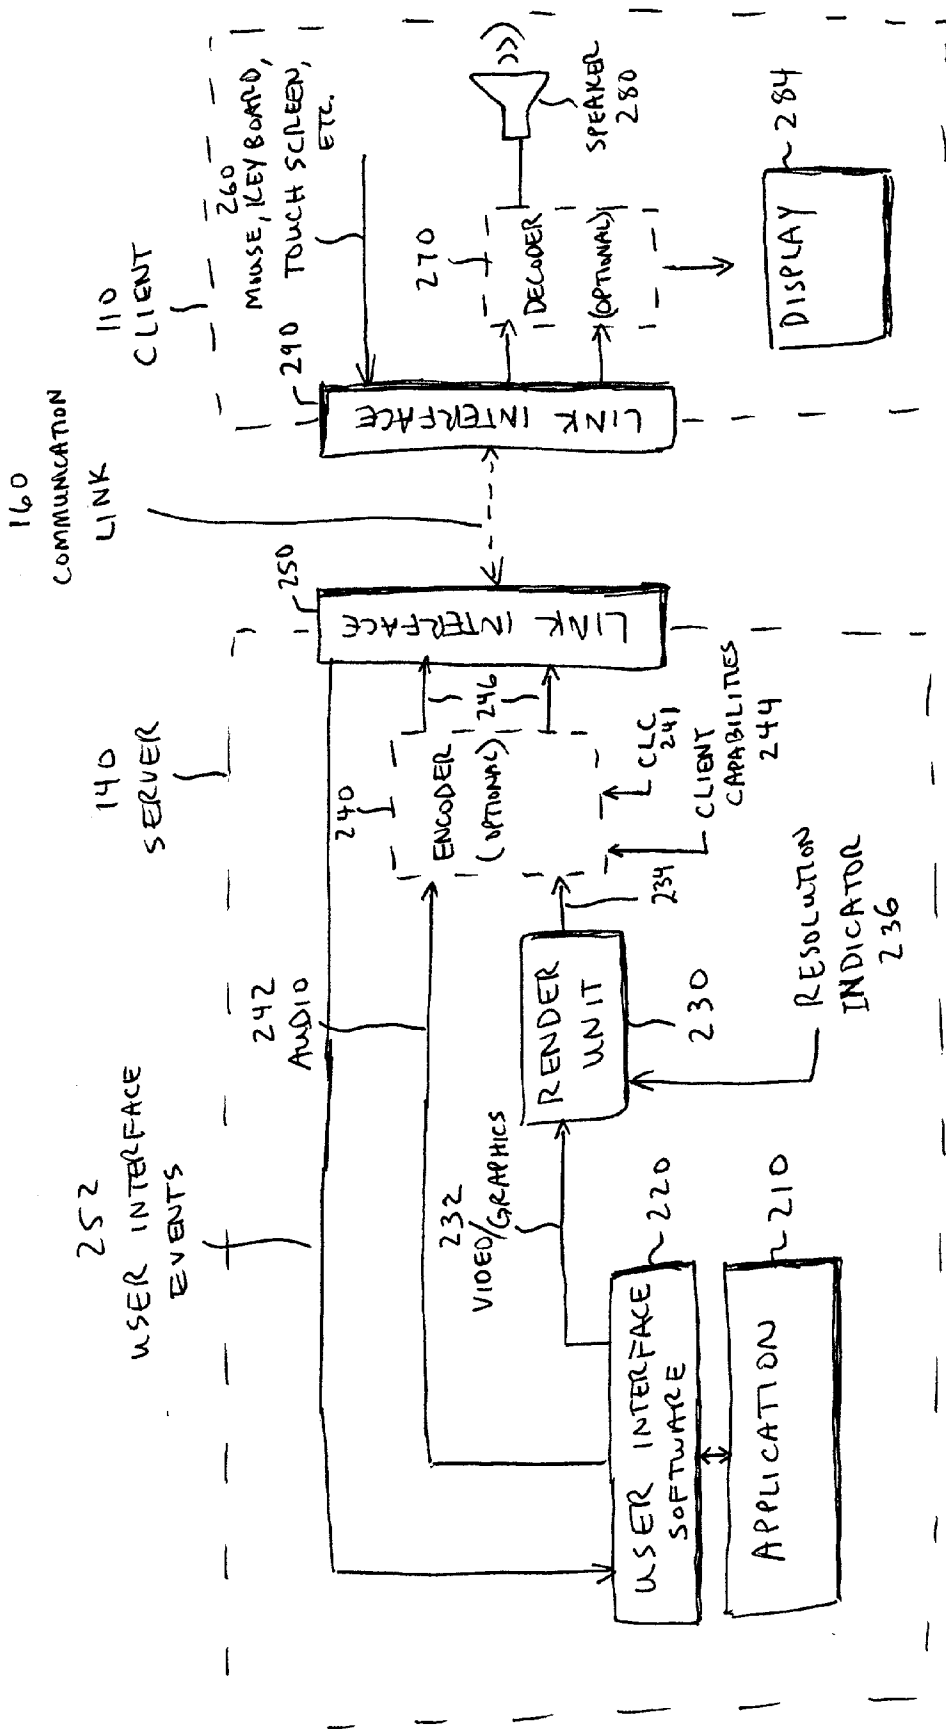 252
USER INTERFACE
EVENTS
140
SERVER
160
COMMUNICATION
LINK
110
CLIENT
242
AUDIO
240
ENCODER
(OPTIONAL)
246
250
LINK INTERFACE
290
LINK INTERFACE
260
MOUSE, KEYBOARD,
TOUCH SCREEN,
ETC.
270
DECODER
(OPTIONAL)
SPEAKER
280
232
VIDEO/GRAPHICS
RENDER
UNIT
230
234
CLC
241
CLIENT
CAPABILITIES
244
RESOLUTION
INDICATOR
236
USER INTERFACE
SOFTWARE
220
APPLICATION
210
DISPLAY
284